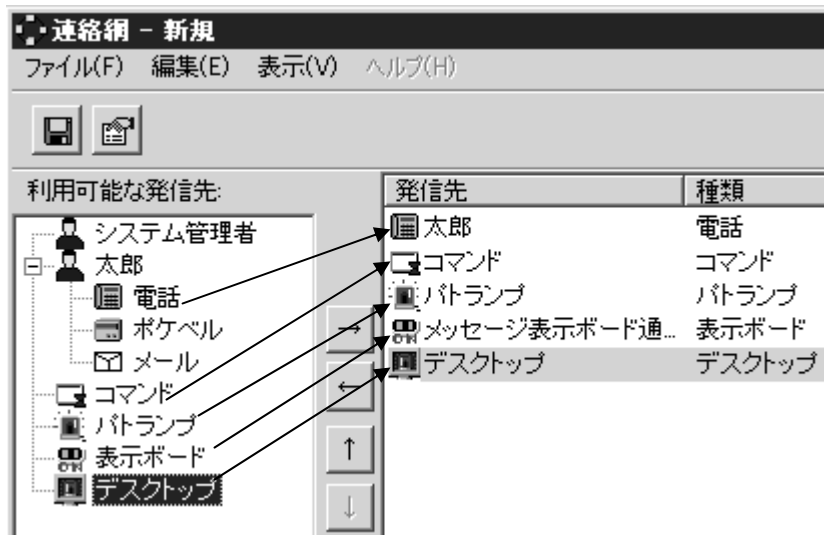 連絡網 - 新規
ファイル(F) 編集(E) 表示(V) ヘルプ(H)
利用可能な発信先:
システム管理者
太郎
電話
ポケベル
メール
コマンド
パトランプ
表示ボード
デスクトップ
→
←
↑
↓
発信先 種類
太郎 電話
コマンド コマンド
パトランプ パトランプ
メッセージ表示ボード通... 表示ボード
デスクトップ デスクトップ